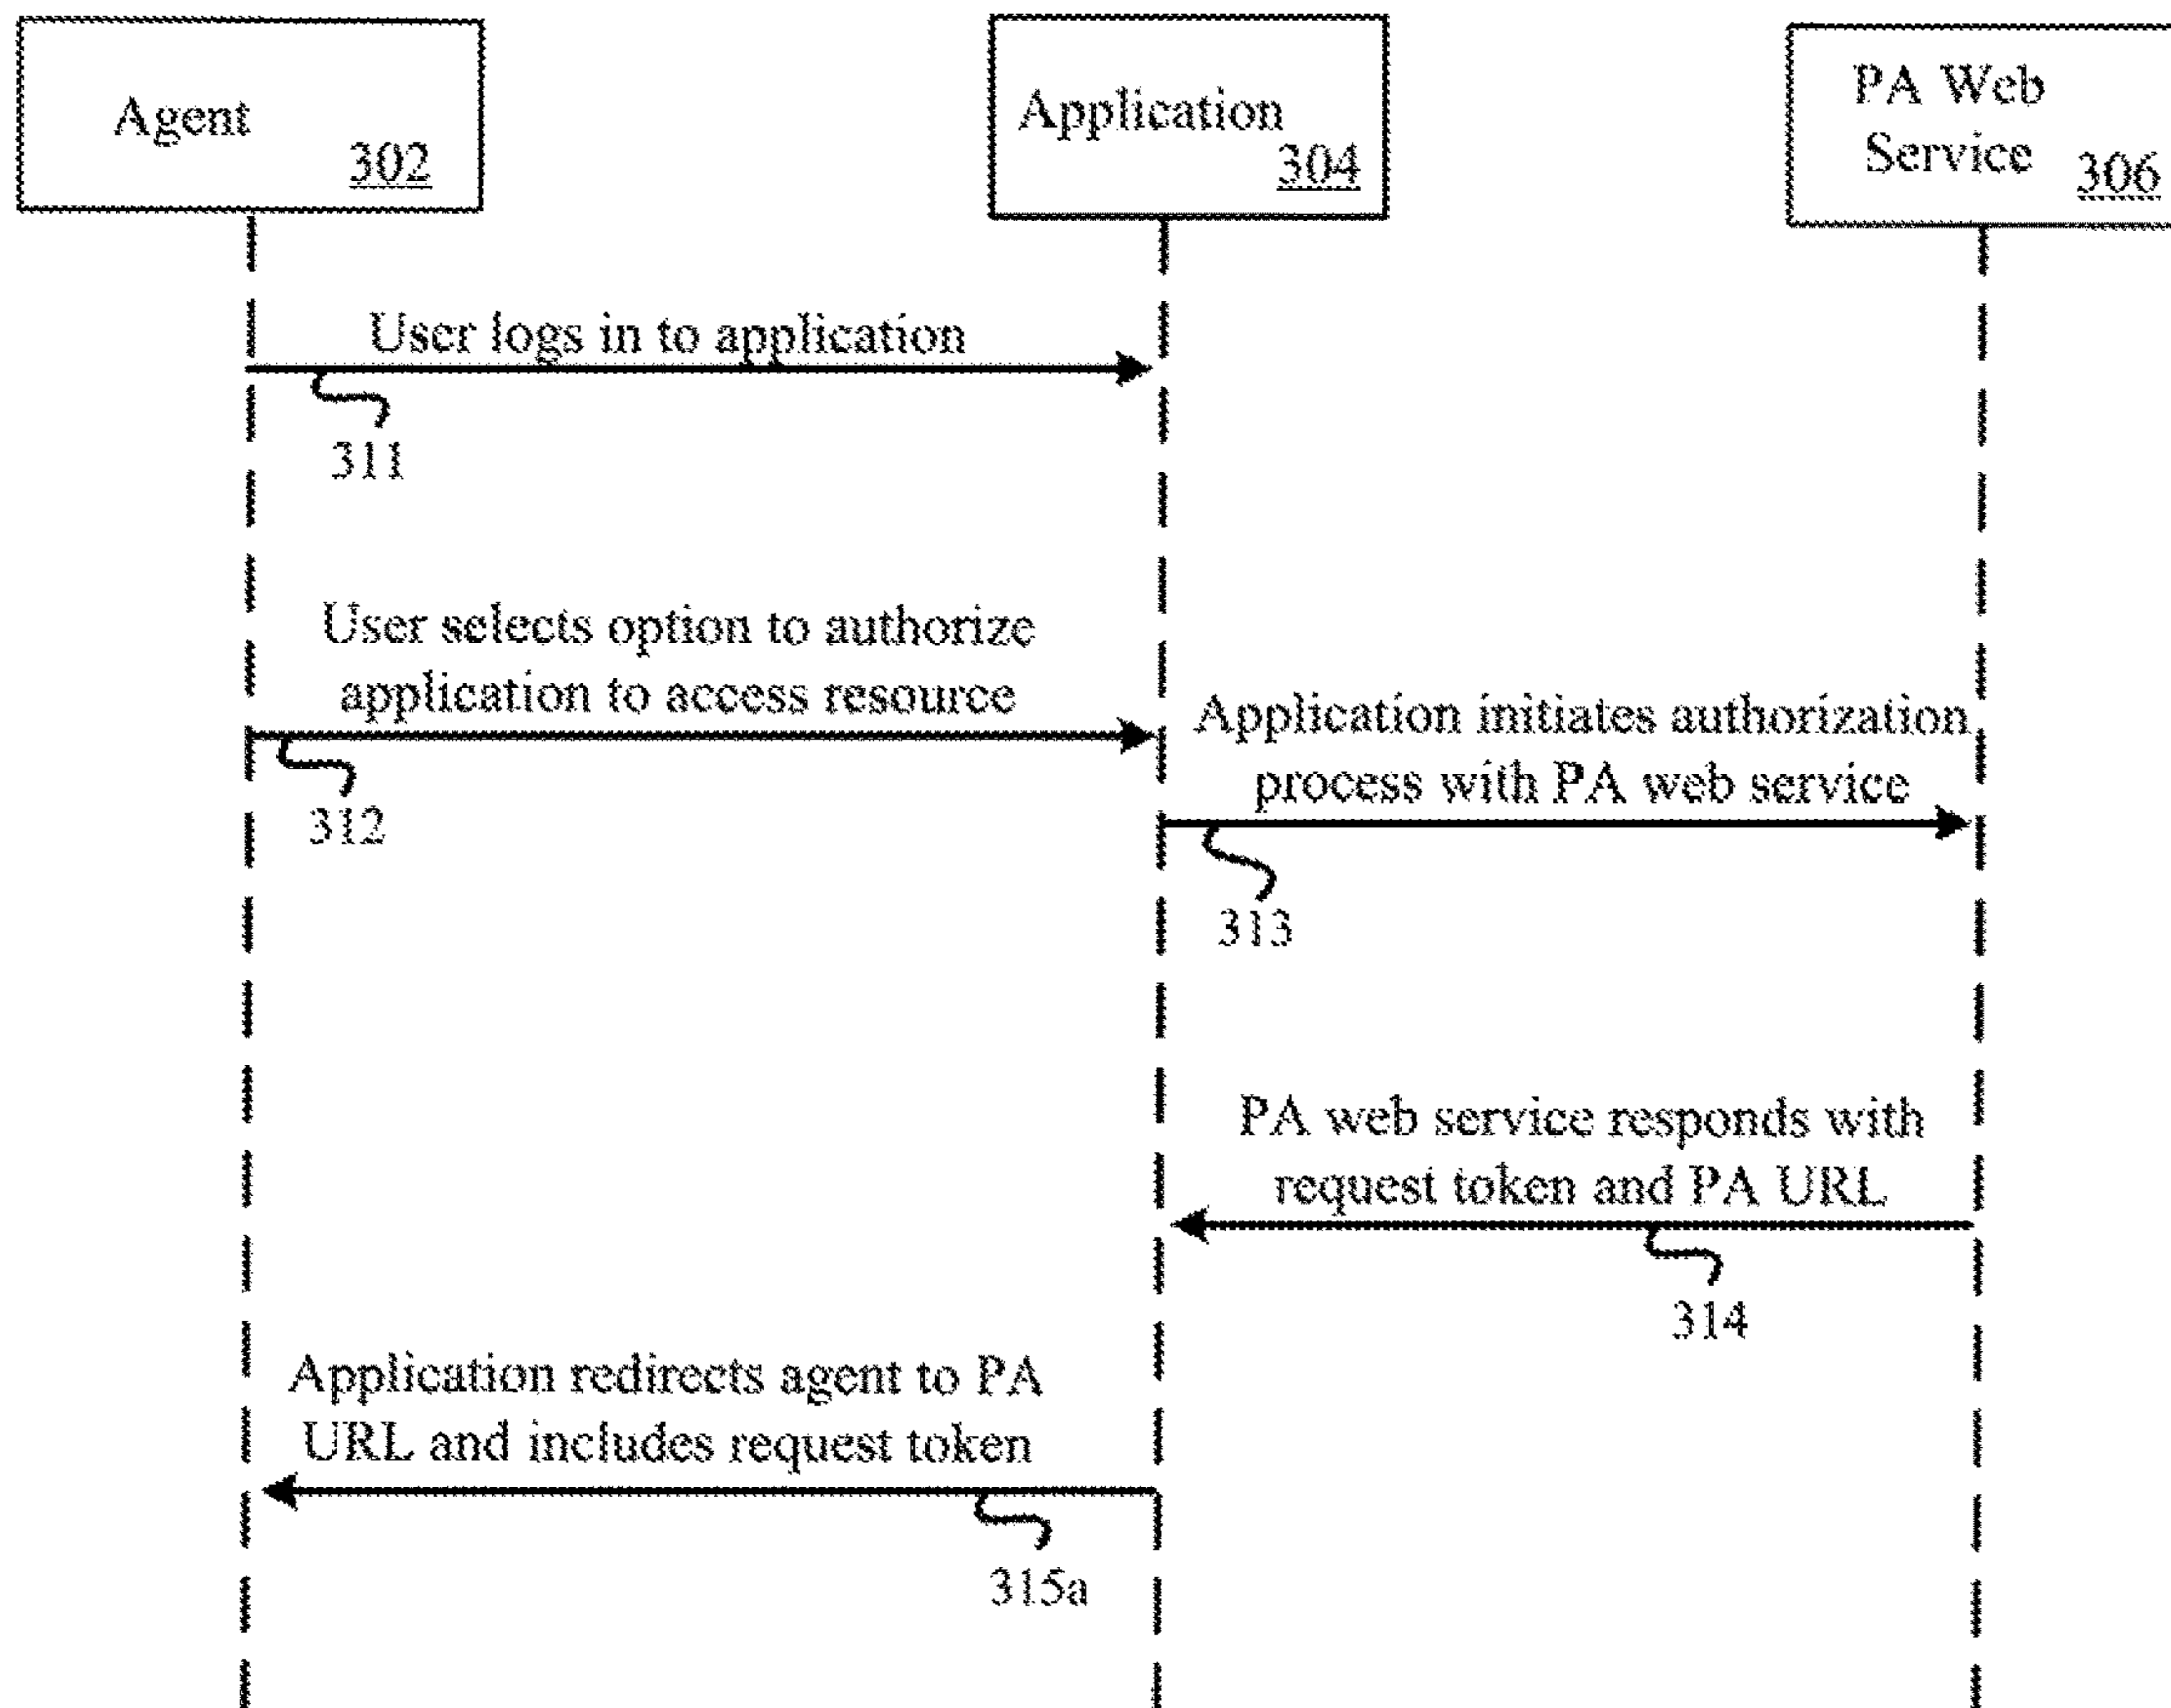 Agent
302
Application
304
PA Web
Service
306
User logs in to application
311
User selects option to authorize
application to access resource
312
Application initiates authorization
process with PA web service
313
PA web service responds with
request token and PA URL
314
Application redirects agent to PA
URL and includes request token
315a